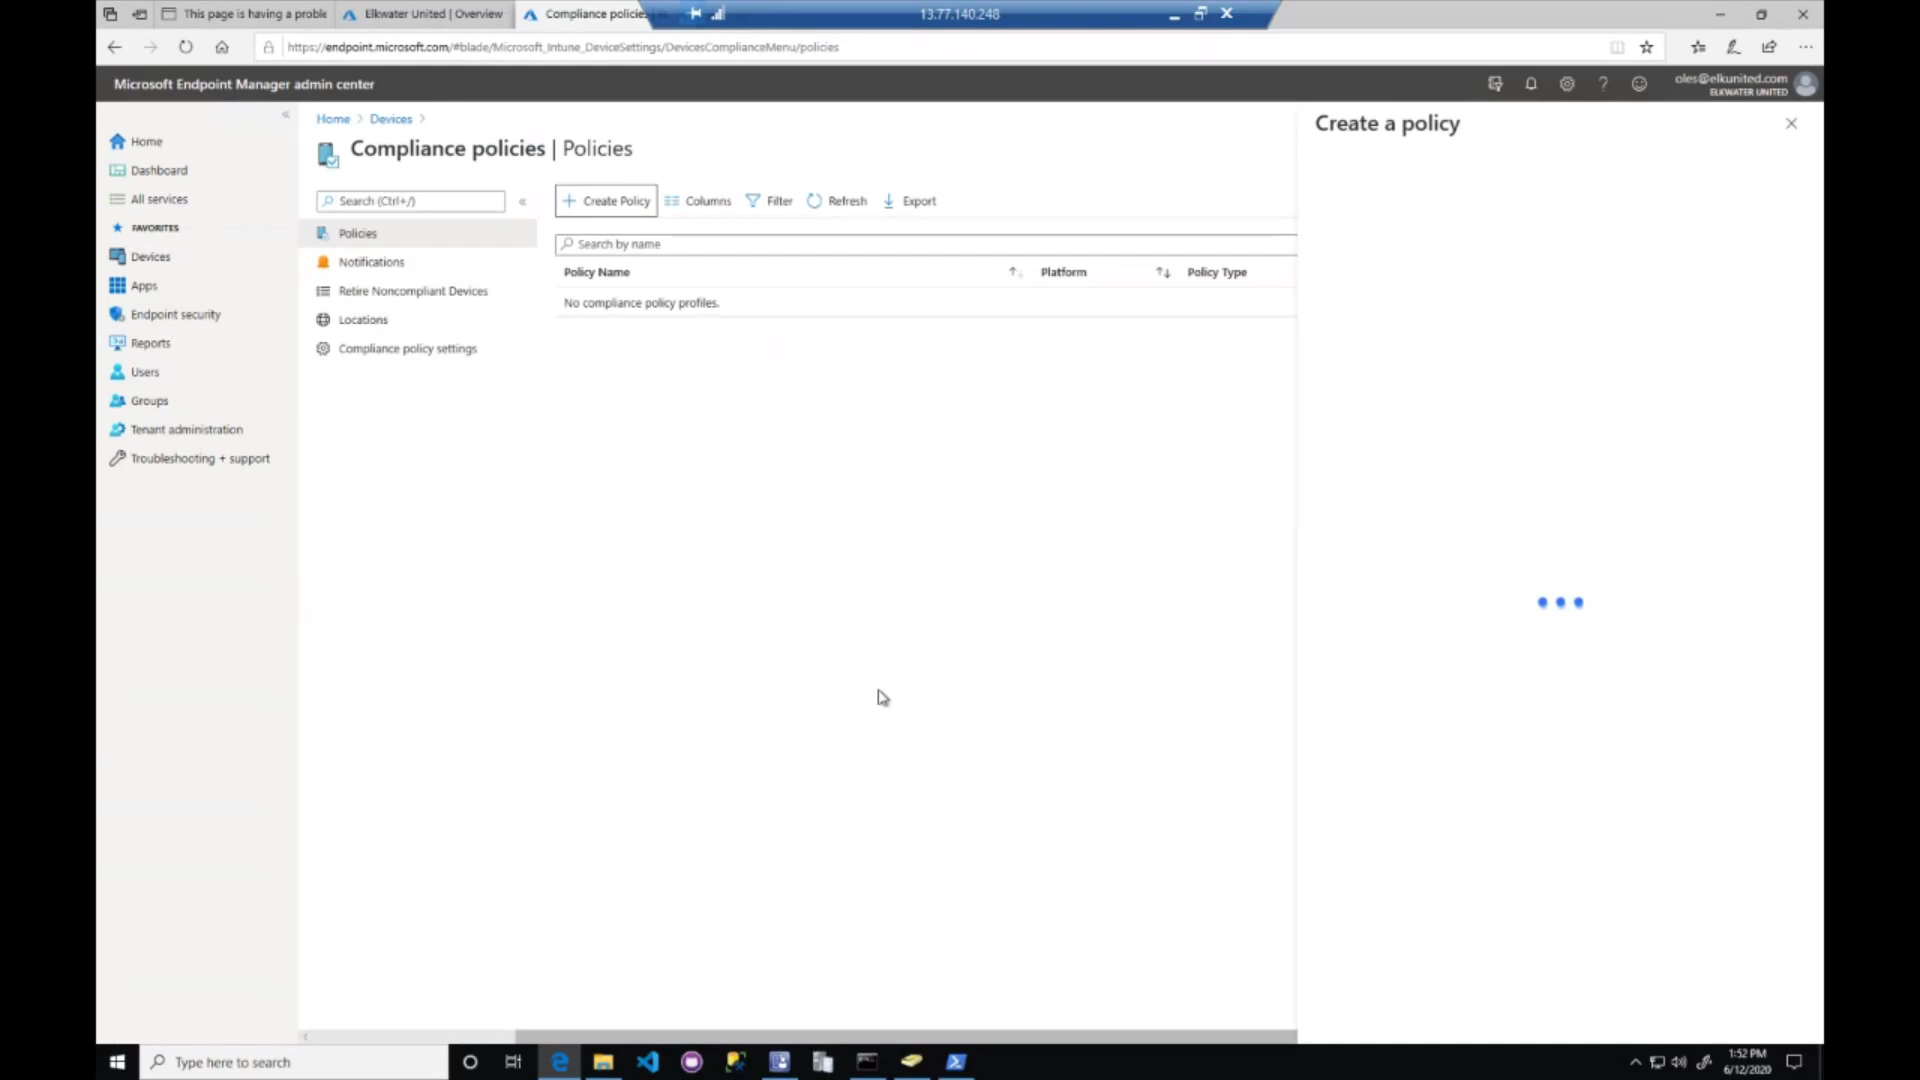 This page is having a proble
Elkwater United | Overview
Compliance policies
13.77.140.248
https://endpoint.microsoft.com/#blade/Microsoft_Intune_DeviceSettings/DevicesComplianceMenu/policies
Microsoft Endpoint Manager admin center
oles@elkunited.com
ELKWATER UNITED
Home
Dashboard
All services
FAVORITES
Devices
Apps
Endpoint security
Reports
Users
Groups
Tenant administration
Troubleshooting + support
Home > Devices >
Compliance policies | Policies
Search (Ctrl+/)
Policies
Notifications
Retire Noncompliant Devices
Locations
Compliance policy settings
Create Policy
Columns
Filter
Refresh
Export
Search by name
Policy Name
Platform
Policy Type
No compliance policy profiles.
Create a policy
Type here to search
1:52 PM
6/12/2020